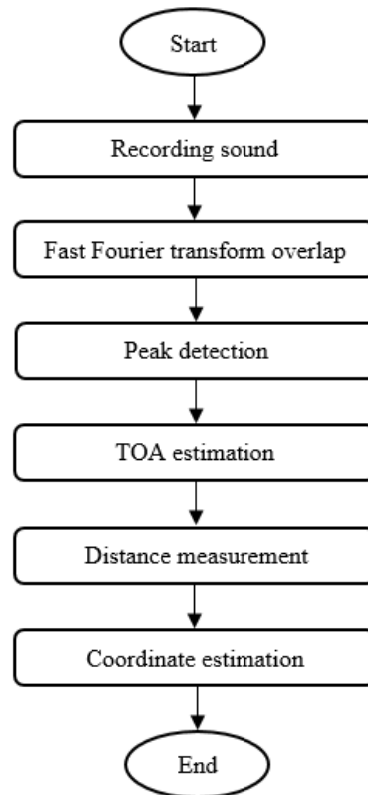 Start
Recording sound
Fast Fourier transform overlap
Peak detection
TOA estimation
Distance measurement
Coordinate estimation
End